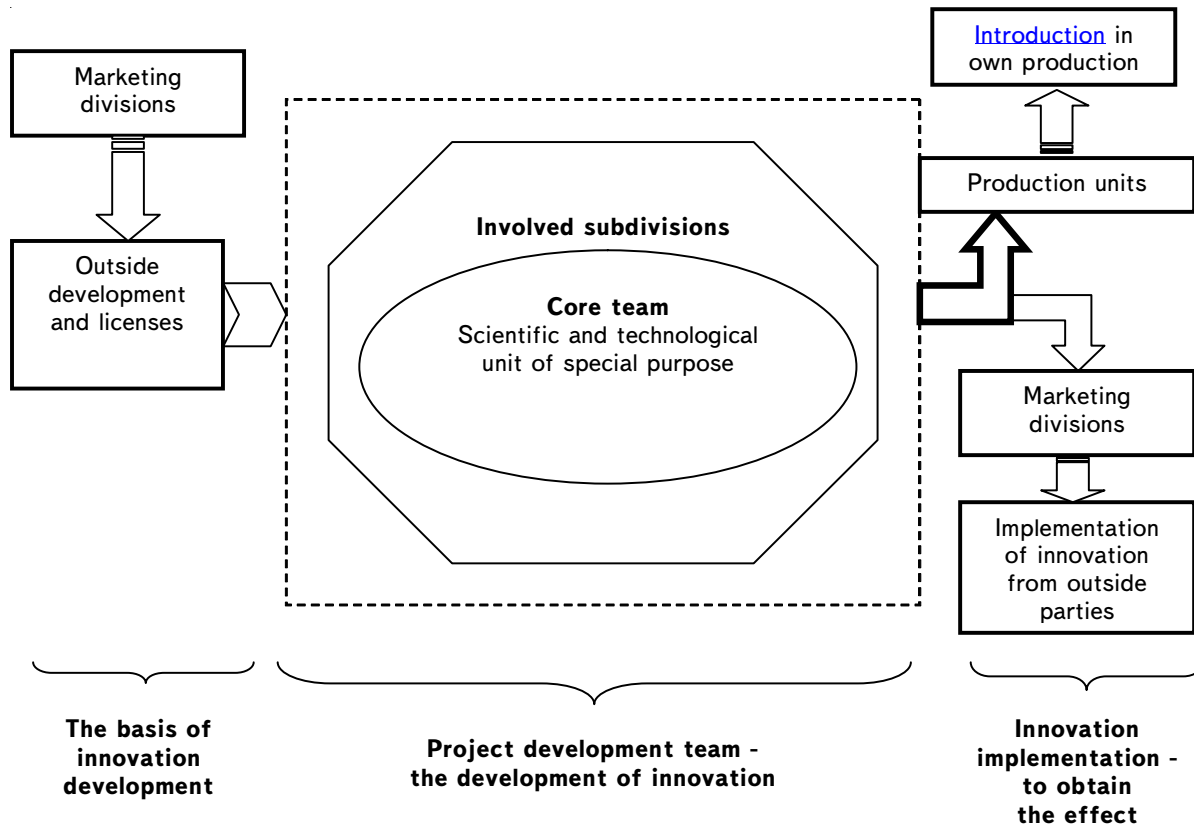 Marketing
divisions
Outside
development
and licenses
Involved subdivisions
Core team
Scientific and technological
unit of special purpose
Introduction in
own production
Production units
Marketing
divisions
Implementation
of innovation
from outside
parties
The basis of
innovation
development
Project development team -
the development of innovation
Innovation
implementation -
to obtain
the effect